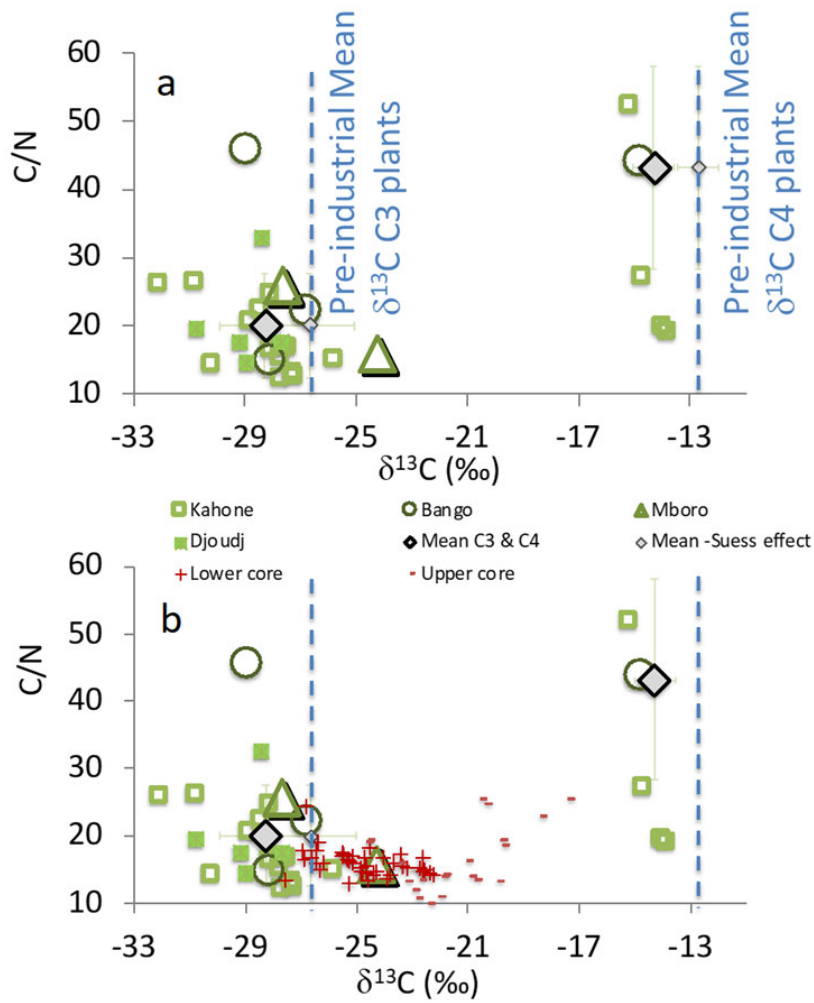 a
C/N
60
50
40
30
20
10
-33 -29 -25 -21 -17 -13
δ¹³C (‰)
Pre-industrial Mean
δ¹³C C3 plants
Pre-industrial Mean
δ¹³C C4 plants
Kahone Bango Mboro
Djoudj Mean C3 & C4 Mean -Suess effect
Lower core Upper core
b
C/N
60
50
40
30
20
10
-33 -29 -25 -21 -17 -13
δ¹³C (‰)